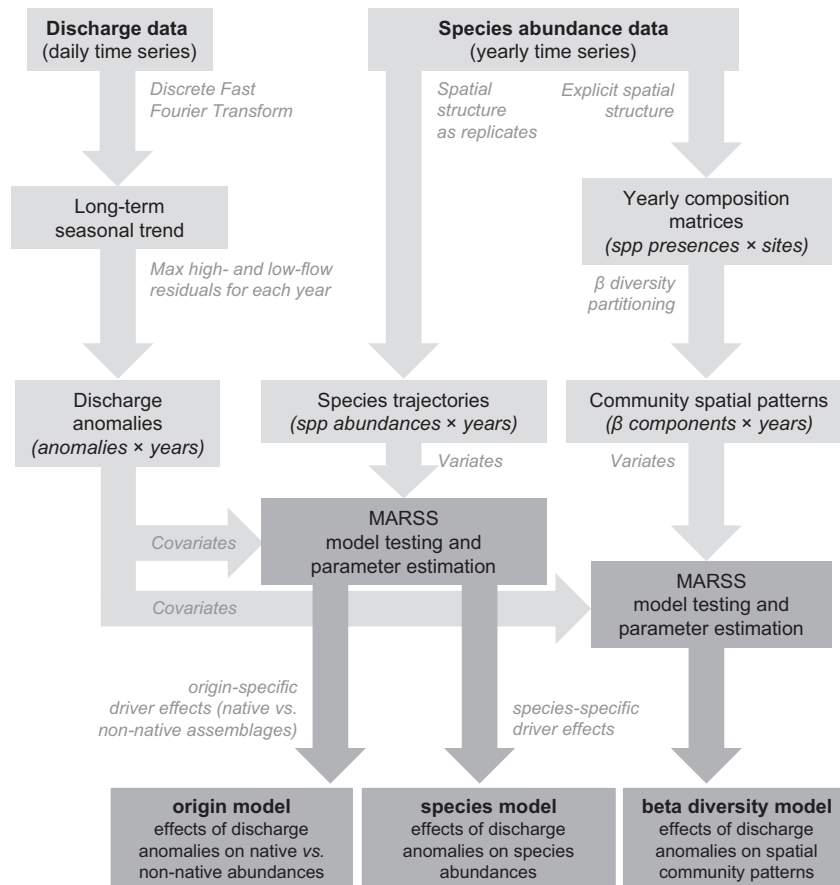 Discharge data
(daily time series)
Species abundance data
(yearly time series)
Discrete Fast
Fourier Transform
Spatial
structure
as replicates
Explicit spatial
structure
Long-term
seasonal trend
Yearly composition
matrices
(spp presences × sites)
Max high- and low-flow
residuals for each year
β diversity
partitioning
Discharge
anomalies
(anomalies × years)
Species trajectories
(spp abundances × years)
Community spatial patterns
(β components × years)
Variates
Variates
Covariates
MARSS
model testing and
parameter estimation
Covariates
MARSS
model testing and
parameter estimation
origin-specific
driver effects (native vs.
non-native assemblages)
species-specific
driver effects
origin model
effects of discharge
anomalies on native vs.
non-native abundances
species model
effects of discharge
anomalies on species
abundances
beta diversity model
effects of discharge
anomalies on spatial
community patterns